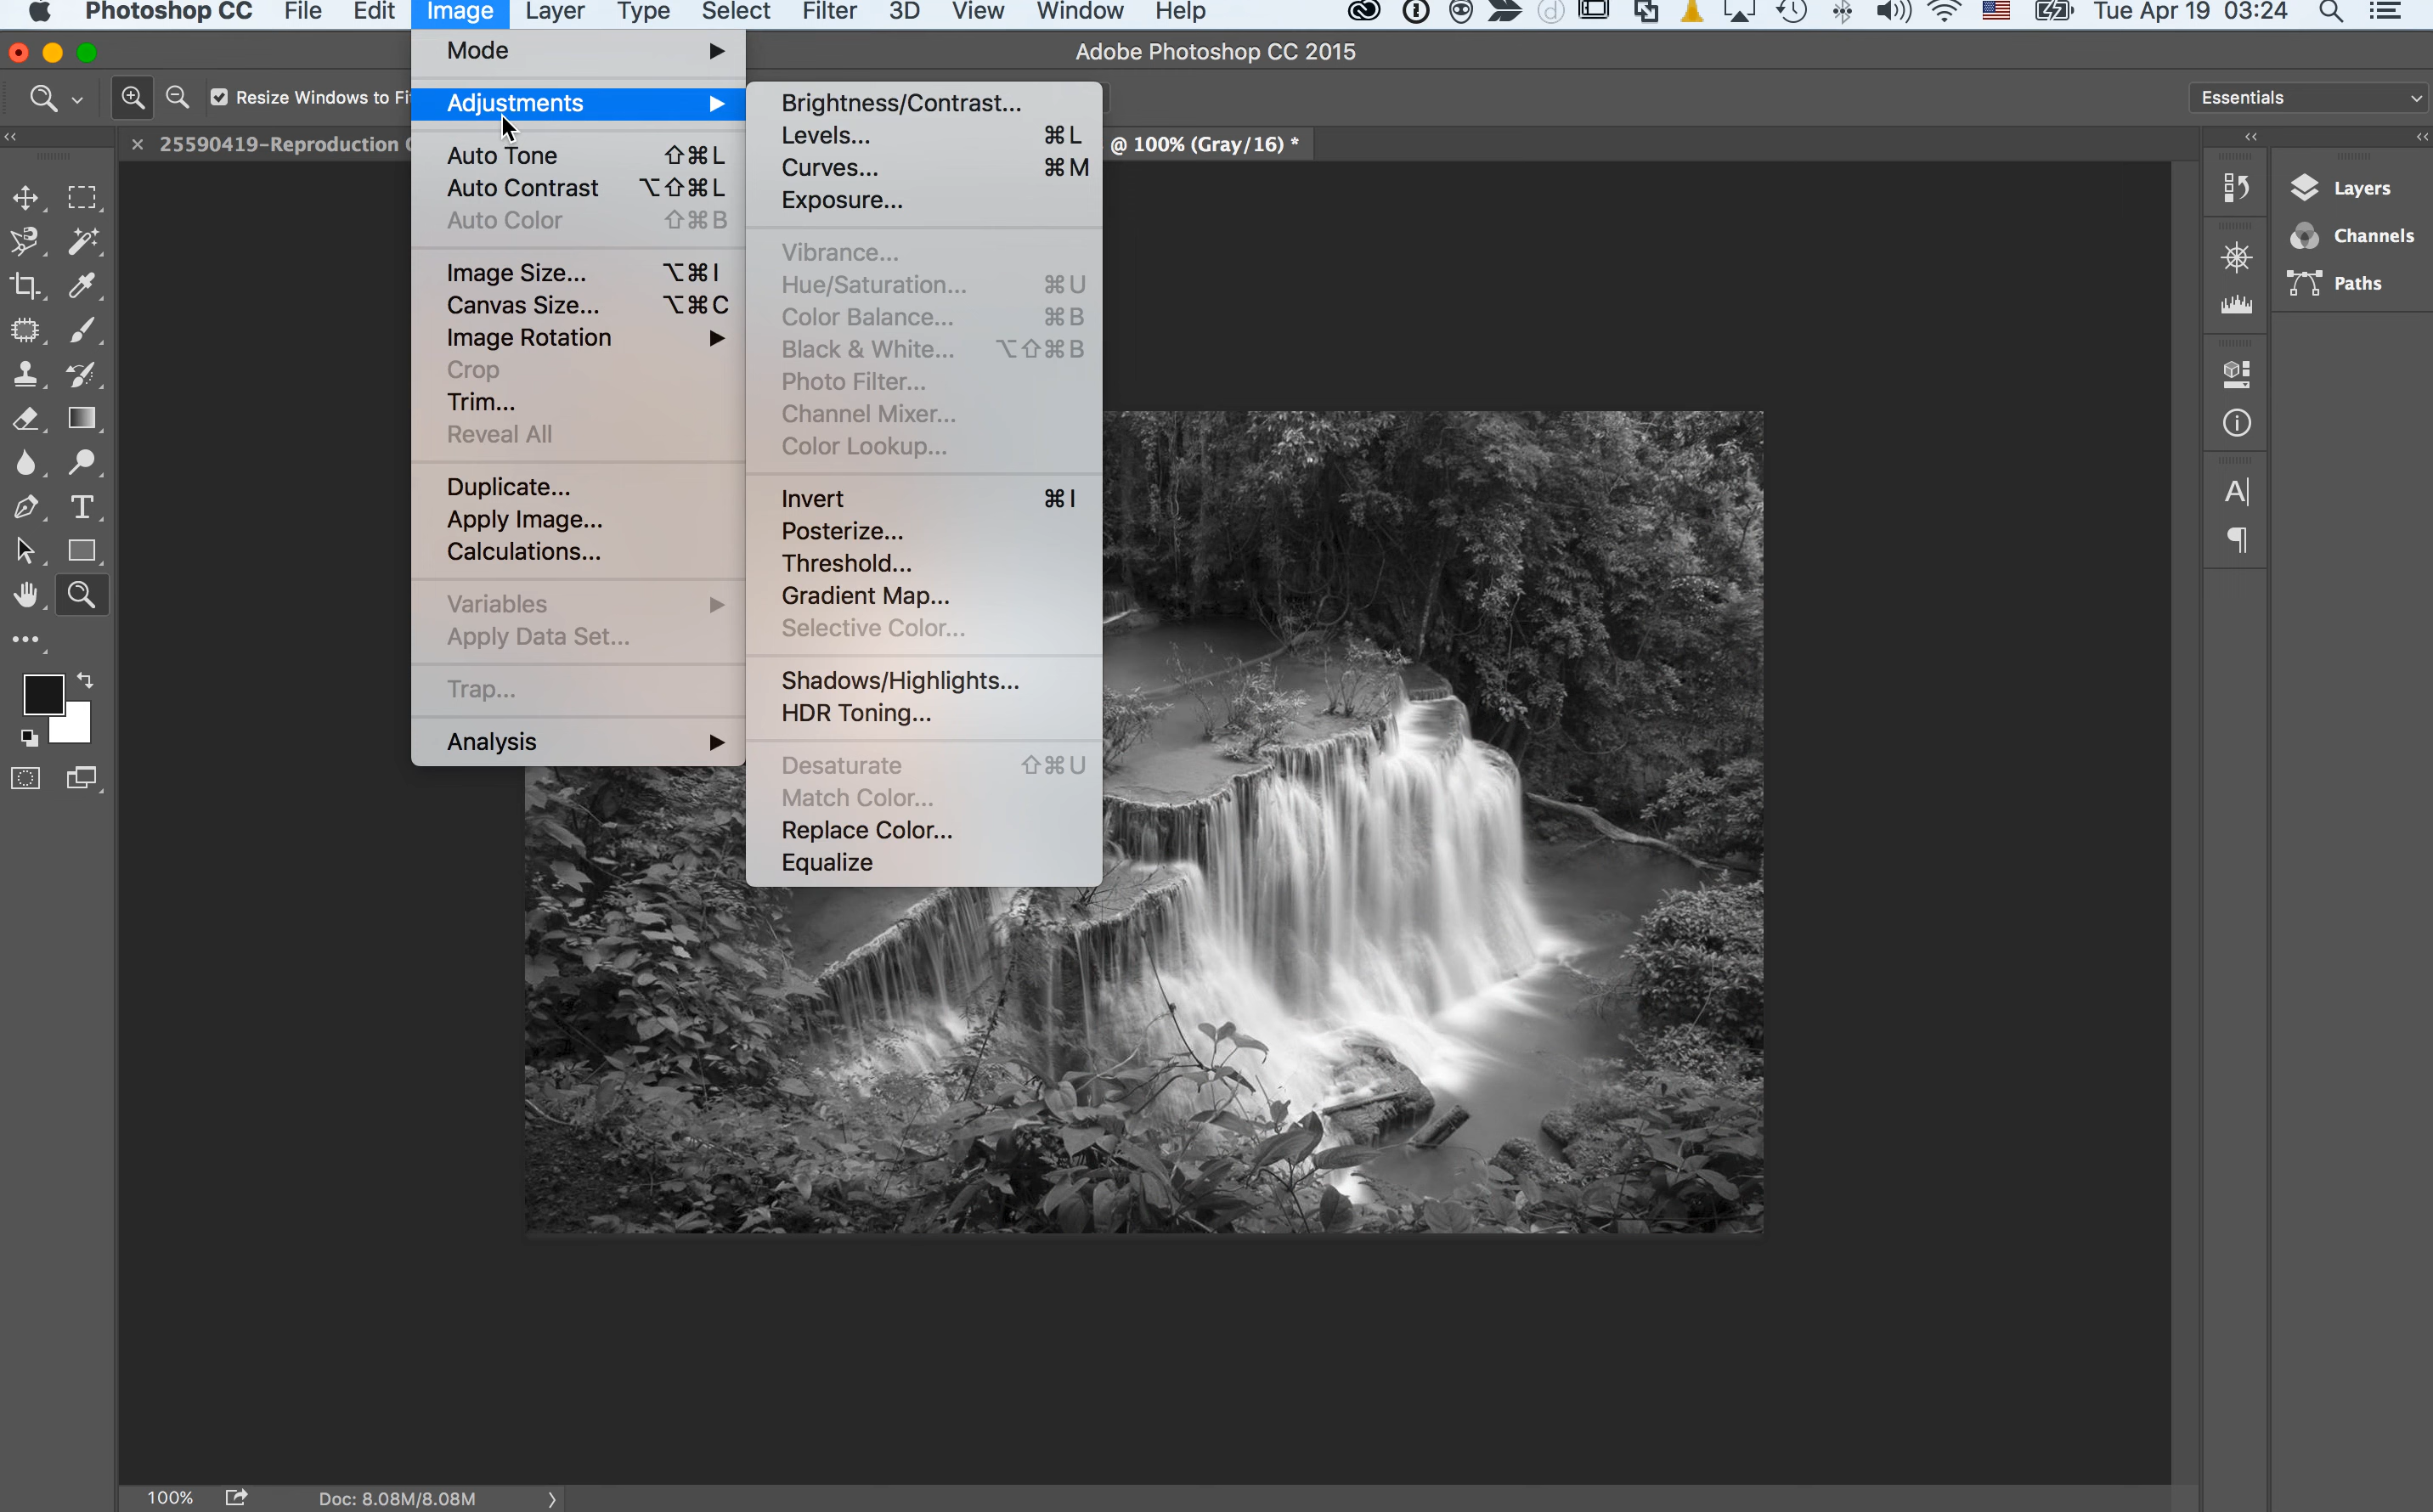 Photoshop CC File Edit Image Layer Type Select Filter 3D View Window Help Tue Apr 19 03:24
Adobe Photoshop CC 2015
Resize Windows to Fi
Essentials
25590419-Reproduction
@ 100% (Gray/16) *
Mode
Adjustments
Auto Tone ⇧⌘L
Auto Contrast ⌥⇧⌘L
Auto Color ⇧⌘B
Image Size... ⌥⌘I
Canvas Size... ⌥⌘C
Image Rotation
Crop
Trim...
Reveal All
Duplicate...
Apply Image...
Calculations...
Variables
Apply Data Set...
Trap...
Analysis
Brightness/Contrast...
Levels... ⌘L
Curves... ⌘M
Exposure...
Vibrance...
Hue/Saturation... ⌘U
Color Balance... ⌘B
Black & White... ⌥⇧⌘B
Photo Filter...
Channel Mixer...
Color Lookup...
Invert ⌘I
Posterize...
Threshold...
Gradient Map...
Selective Color...
Shadows/Highlights...
HDR Toning...
Desaturate ⇧⌘U
Match Color...
Replace Color...
Equalize
Layers
Channels
Paths
100% Doc: 8.08M/8.08M